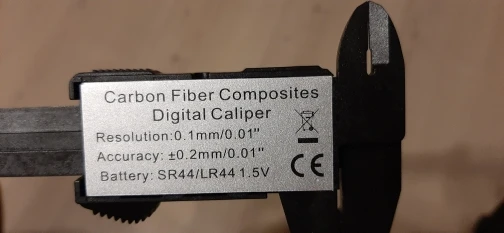 Carbon Fiber Composites
Digital Caliper
Resolution:0.1mm/0.01"
Accuracy: ±0.2mm/0.01"
Battery: SR44/LR44 1.5V
CE